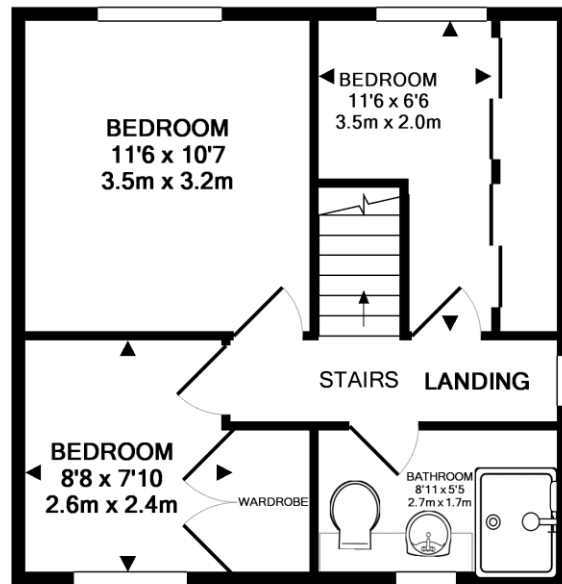 BEDROOM
11'6 x 10'7
3.5m x 3.2m
BEDROOM
11'6 x 6'6
3.5m x 2.0m
STAIRS
LANDING
BEDROOM
8'8 x 7'10
2.6m x 2.4m
WARDROBE
BATHROOM
8'11 x 5'5
2.7m x 1.7m